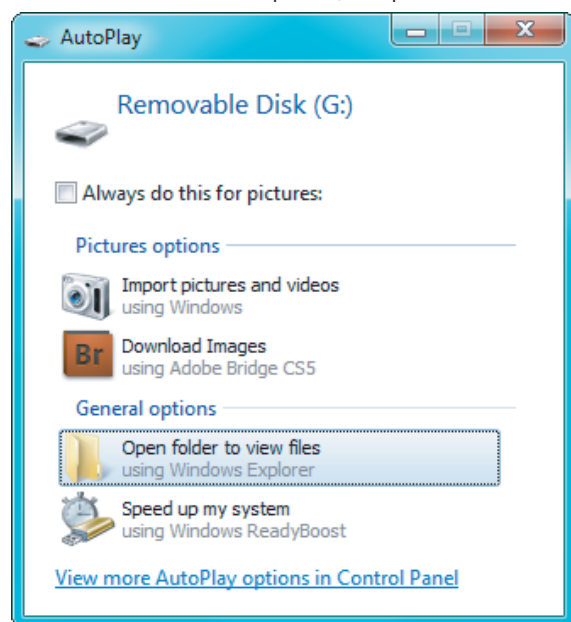 AutoPlay
Removable Disk (G:)
Always do this for pictures:
Pictures options
Import pictures and videos
using Windows
Br
Download Images
using Adobe Bridge CS5
General options
Open folder to view files
using Windows Explorer
Speed up my system
using Windows ReadyBoost
View more AutoPlay options in Control Panel